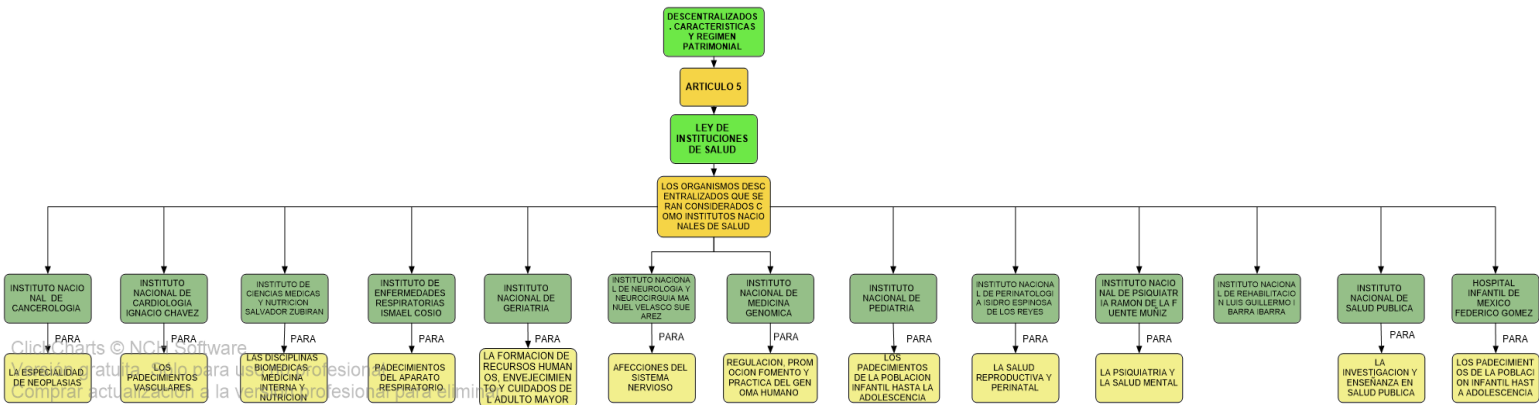 DESCENTRALIZADOS
. CARACTERISTICAS
Y REGIMEN
PATRIMONIAL
ARTICULO 5
LEY DE
INSTITUCIONES
DE SALUD
LOS ORGANISMOS DESC
ENTRALIZADOS QUE SE
RAN CONSIDERADOS C
OMO INSTITUTOS NACIO
NALES DE SALUD
INSTITUTO NACIO
NAL DE
CANCEROLOGIA
INSTITUTO
NACIONAL DE
CARDIOLOGIA
IGNACIO CHAVEZ
INSTITUTO DE
CIENCIAS MEDICAS
Y NUTRICION
SALVADOR ZUBIRAN
INSTITUTO DE
ENFERMEDADES
RESPIRATORIAS
ISMAEL COSIO
INSTITUTO
NACIONAL DE
GERIATRIA
INSTITUTO NACIONA
L DE NEUROLOGIA Y
NEUROCIRGUIA MA
NUEL VELASCO SUE
AREZ
INSTITUTO
NACIONAL DE
MEDICINA
GENOMICA
INSTITUTO
NACIONAL DE
PEDIATRIA
INSTITUTO NACIONA
L DE PERINATOLOGI
A ISIDRO ESPINOSA
DE LOS REYES
INSTITUTO NACIO
NAL DE PSIQUIATR
IA RAMON DE LA F
UENTE MUÑIZ
INSTITUTO NACIONA
L DE REHABILITACIO
N LUIS GUILLERMO I
BARRA IBARRA
INSTITUTO
NACIONAL DE
SALUD PUBLICA
HOSPITAL
INFANTIL DE
MEXICO
FEDERICO GOMEZ
PARA
PARA
PARA
PARA
PARA
PARA
PARA
PARA
PARA
PARA
PARA
PARA
LA ESPECIALIDAD
DE NEOPLASIAS
LOS
PADECIMIENTOS
VASCULARES
LAS DISCIPLINAS
BIOMEDICAS
MEDICINA
INTERNA Y
NUTRICION
PADECIMIENTOS
DEL APARATO
RESPIRATORIO
LA FORMACION DE
RECURSOS HUMAN
OS, ENVEJECIMIEN
TO Y CUIDADOS DE
L ADULTO MAYOR
AFECCIONES DEL
SISTEMA
NERVIOSO
REGULACION, PROM
OCION FOMENTO Y
PRACTICA DEL GEN
OMA HUMANO
LOS
PADECIMIENTOS
DE LA POBLACION
INFANTIL HASTA LA
ADOLESCENCIA
LA SALUD
REPRODUCTIVA Y
PERINATAL
LA PSIQUIATRIA Y
LA SALUD MENTAL
LA
INVESTIGACION Y
ENSEÑANZA EN
SALUD PUBLICA
LOS PADECIMIENT
OS DE LA POBLACI
ON INFANTIL HAST
A ADOLESCENCIA
ClickCharts © NCH Software
Versión gratuita. Sólo para uso no profesional.
Comprar actualización a la versión profesional para eliminar